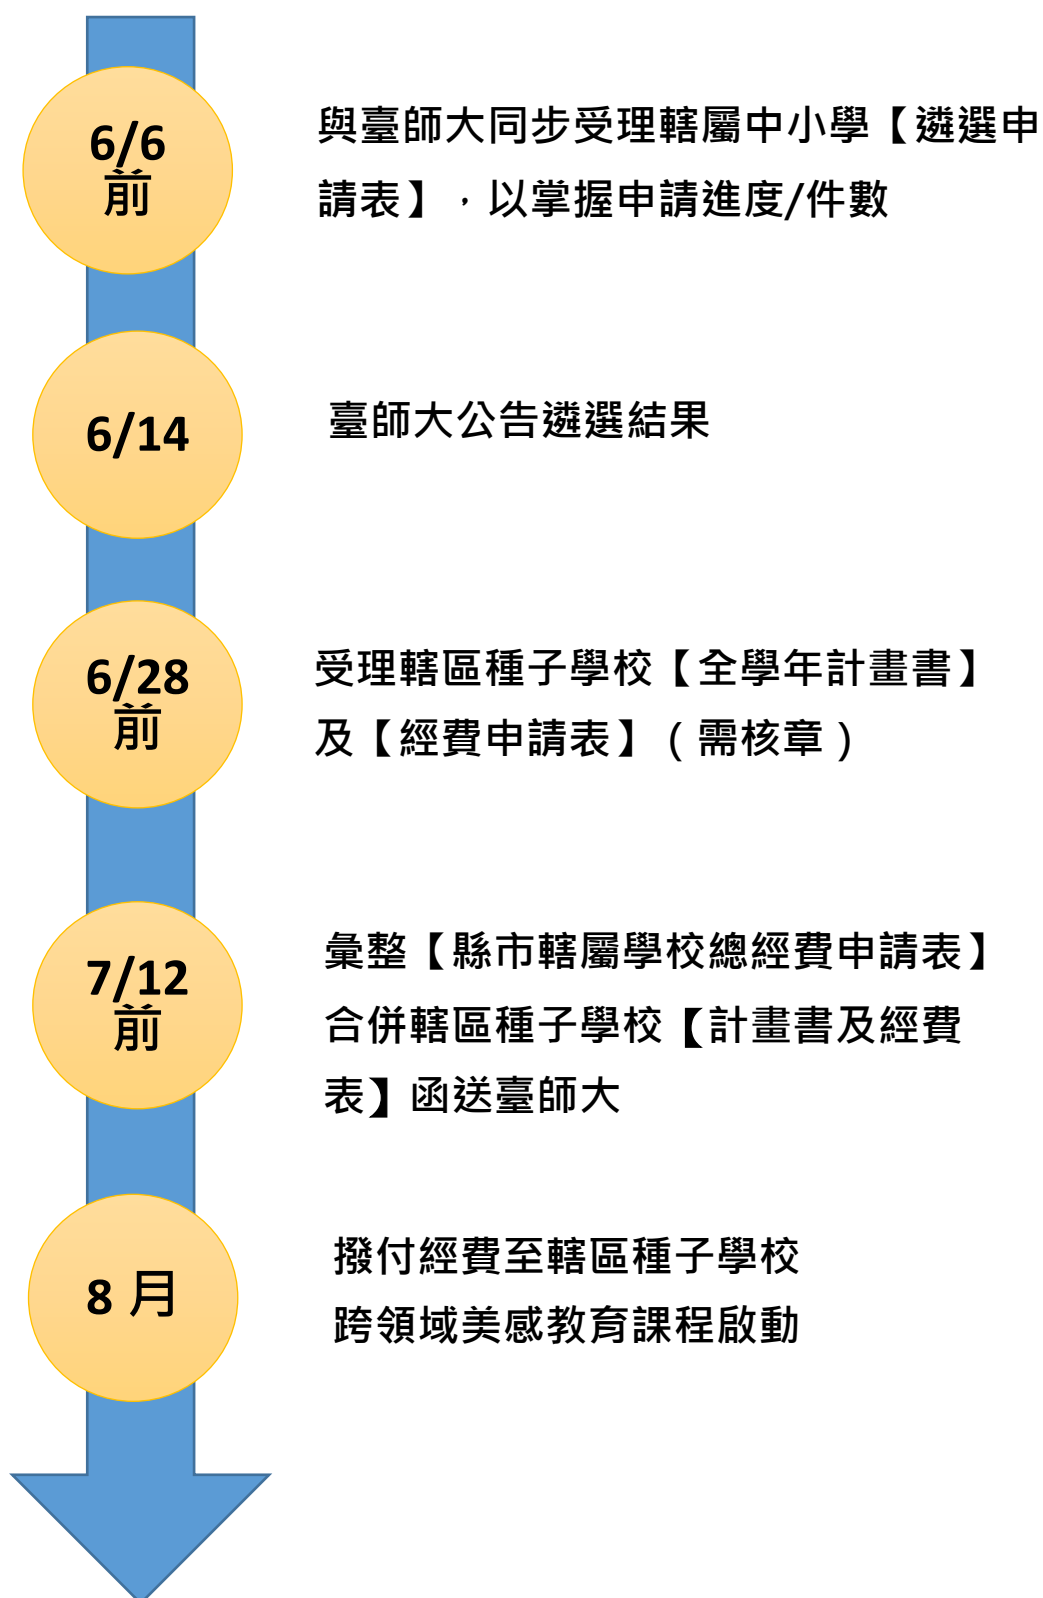 6/6
前
與臺師大同步受理轄屬中小學【遴選申
請表】，以掌握申請進度/件數
6/14
臺師大公告遴選結果
6/28
前
受理轄區種子學校【全學年計畫書】
及【經費申請表】（需核章）
7/12
前
彙整【縣市轄屬學校總經費申請表】
合併轄區種子學校【計畫書及經費
表】函送臺師大
8 月
撥付經費至轄區種子學校
跨領域美感教育課程啟動